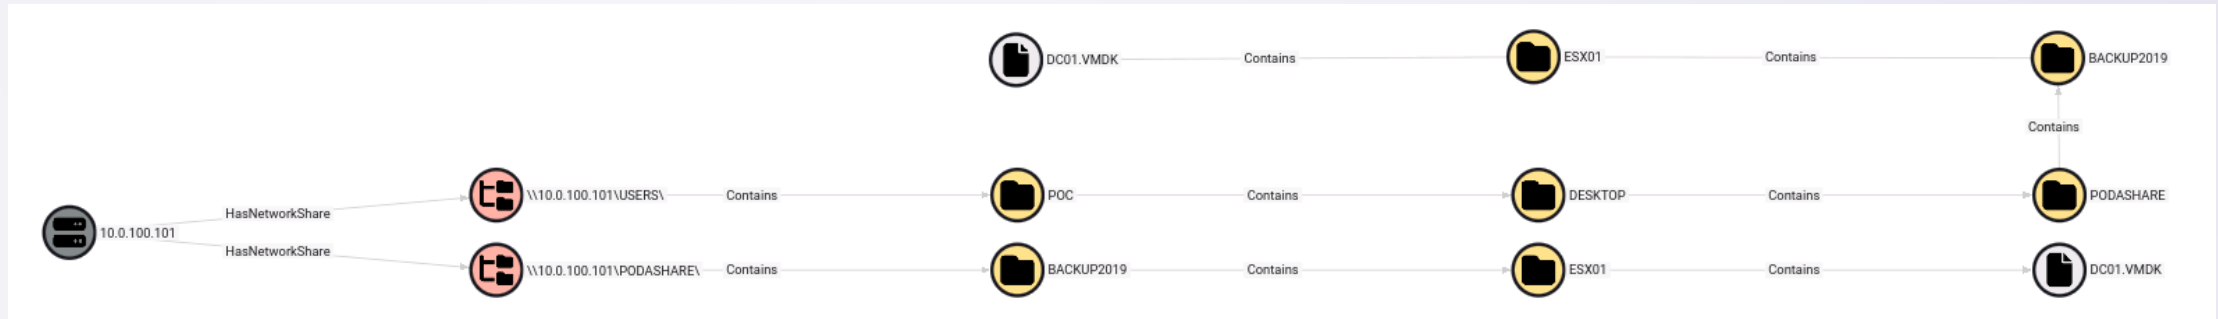 DC01.VMDK Contains ESX01 Contains BACKUP2019
Contains
\\10.0.100.101\USERS\ Contains POC Contains DESKTOP Contains PODASHARE
HasNetworkShare
10.0.100.101
HasNetworkShare
\\10.0.100.101\PODASHARE\ Contains BACKUP2019 Contains ESX01 Contains DC01.VMDK